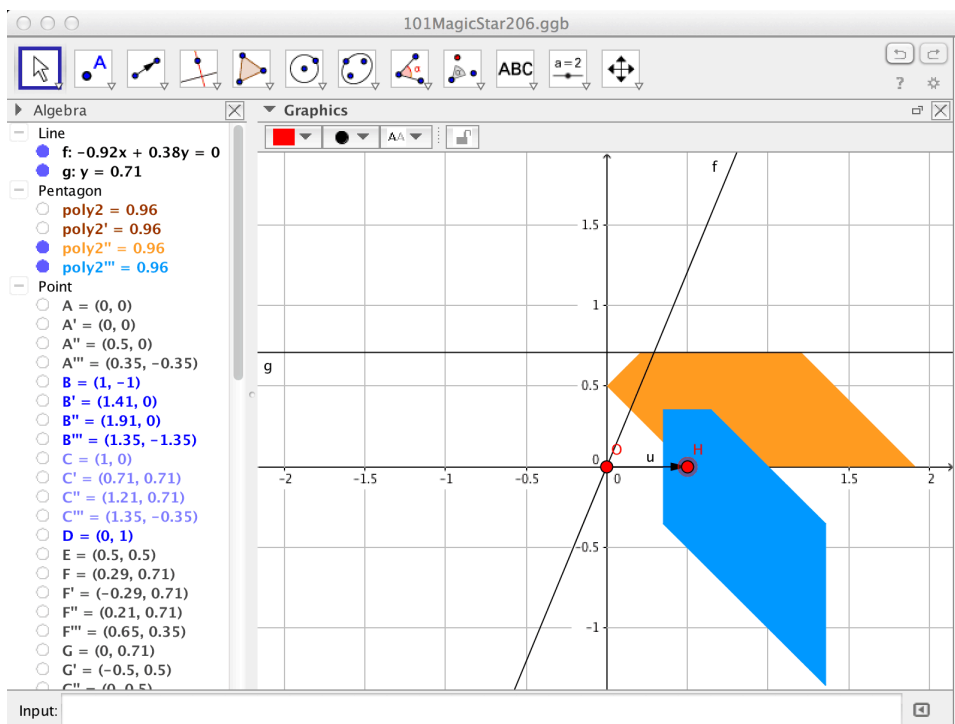 101MagicStar206.ggb
A
α
ABC
a=2
?
Algebra
Graphics
Line
f: -0.92x + 0.38y = 0
g: y = 0.71
Pentagon
poly2 = 0.96
poly2' = 0.96
poly2'' = 0.96
poly2''' = 0.96
Point
A = (0, 0)
A' = (0, 0)
A'' = (0.5, 0)
A''' = (0.35, -0.35)
B = (1, -1)
B' = (1.41, 0)
B'' = (1.91, 0)
B''' = (1.35, -1.35)
C = (1, 0)
C' = (0.71, 0.71)
C'' = (1.21, 0.71)
C''' = (1.35, -0.35)
D = (0, 1)
E = (0.5, 0.5)
F = (0.29, 0.71)
F' = (-0.29, 0.71)
F'' = (0.21, 0.71)
F''' = (0.65, 0.35)
G = (0, 0.71)
G' = (-0.5, 0.5)
G'' = (0, 0.5)
AA
f
1.5
1
g
0.5
O
H
u
0
-2
-1.5
-1
-0.5
0
1.5
2
-0.5
-1
Input: